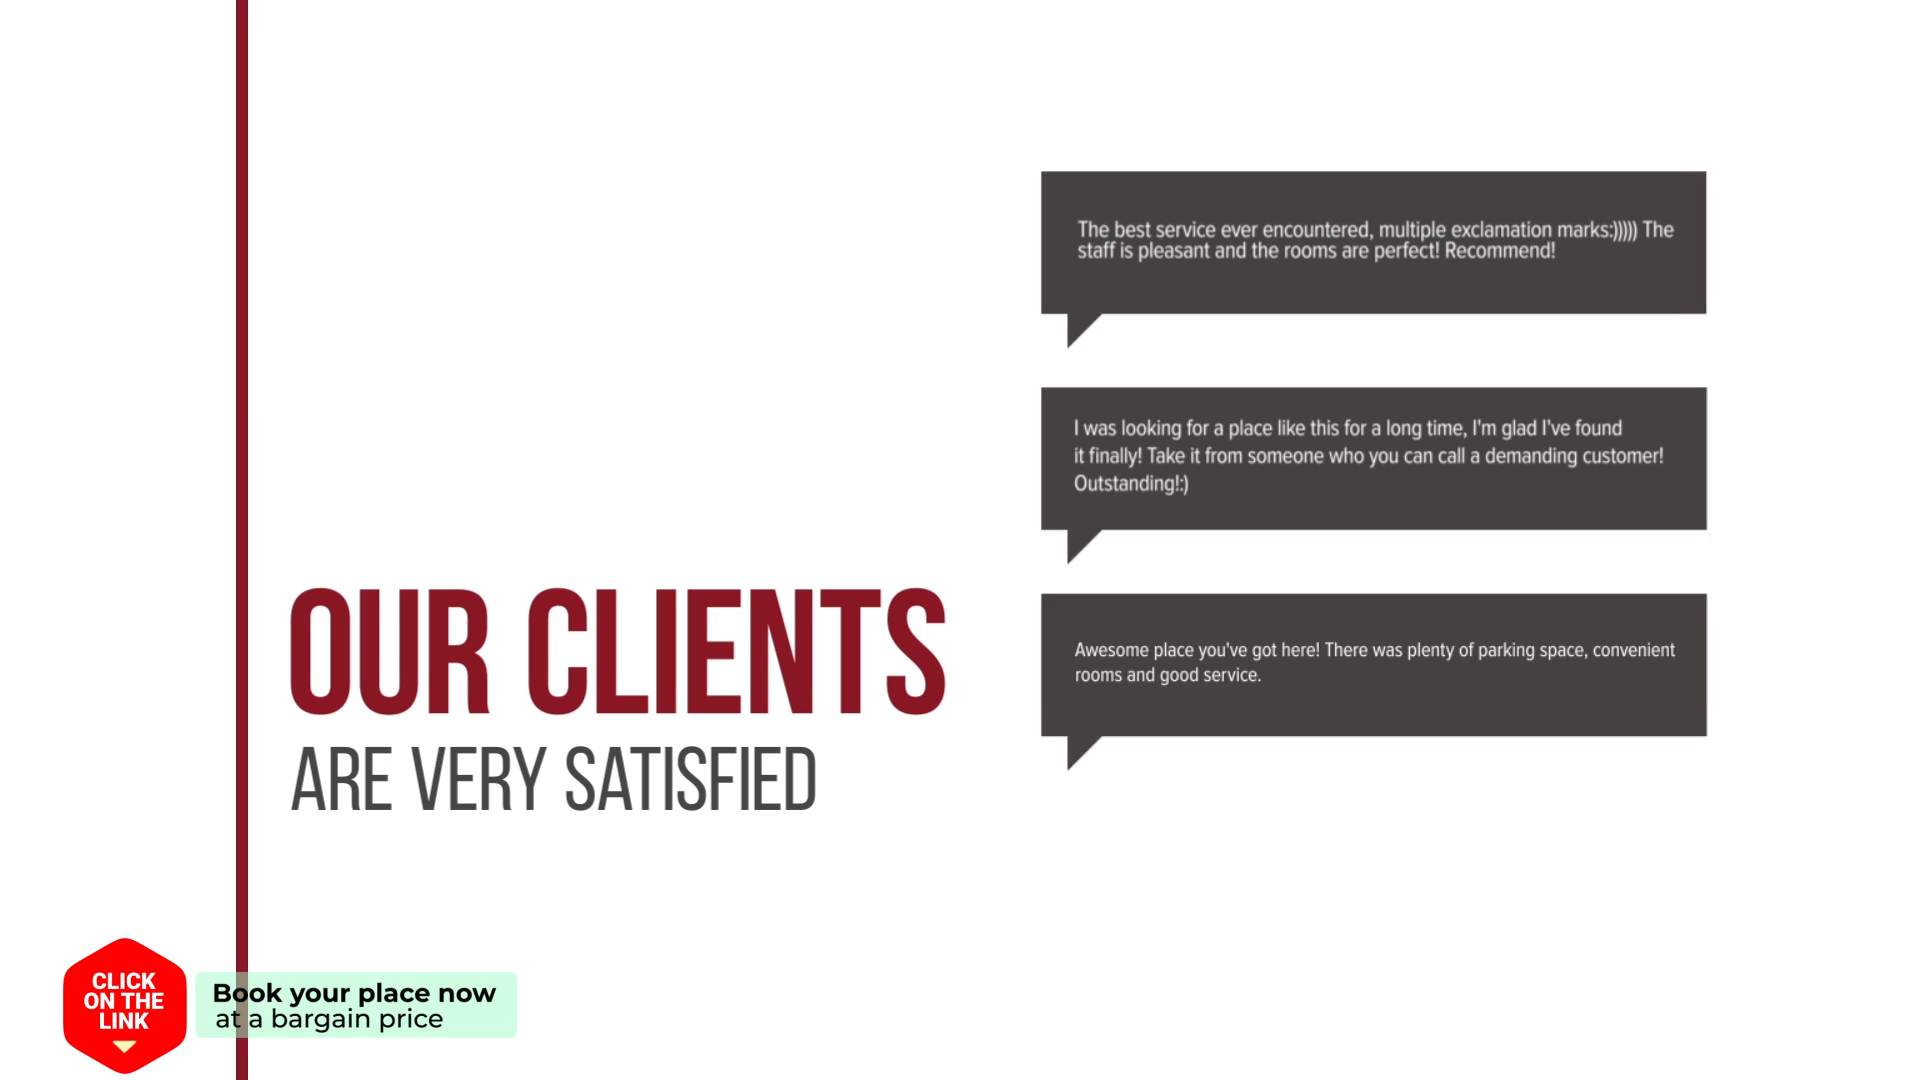 The best service ever encountered, multiple exclamation marks:))))) The
staff is pleasant and the rooms are perfect! Recommend!
I was looking for a place like this for a long time, I'm glad I've found
it finally! Take it from someone who you can call a demanding customer!
Outstanding!:)
OUR CLIENTS
ARE VERY SATISFIED
Awesome place you've got here! There was plenty of parking space, convenient
rooms and good service.
CLICK
ON THE
LINK
Book your place now
at a bargain price